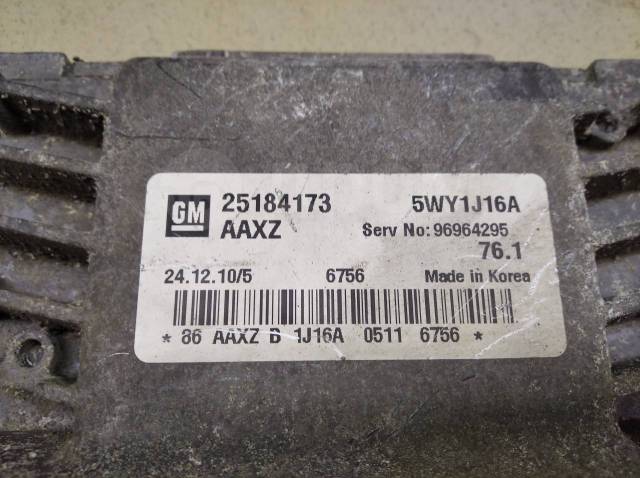 GM 25184173 5WY1J16A
AAXZ Serv No: 96964295
76.1
24.12.10/5 6756 Made in Korea
* 86 AAXZ B 1J16A 0511 6756 *